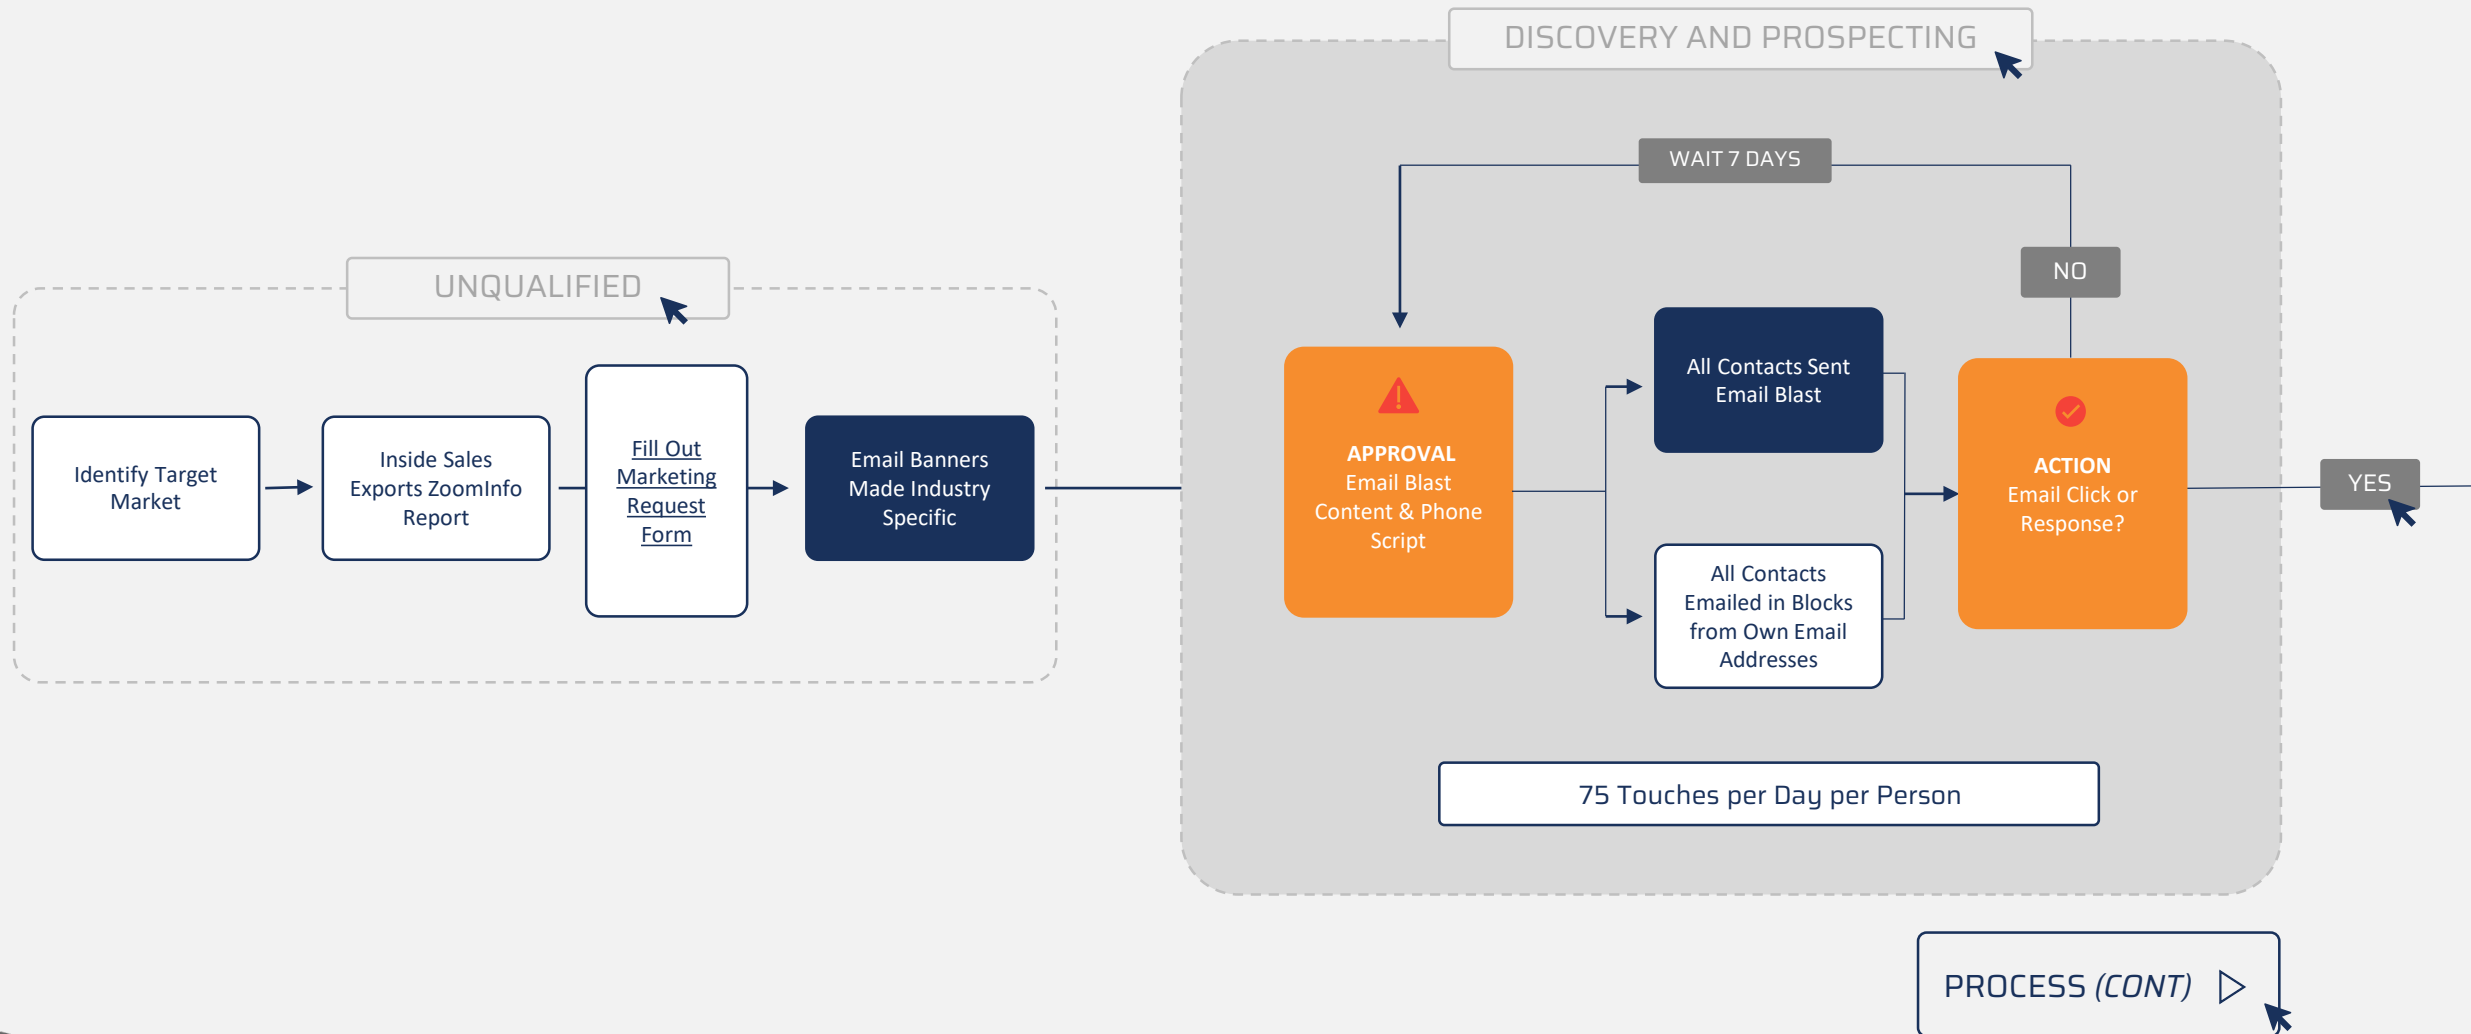 DISCOVERY AND PROSPECTING
WAIT 7 DAYS
NO
UNQUALIFIED
Identify Target
Market
Inside Sales
Exports ZoomInfo
Report
Fill Out
Marketing
Request
Form
Email Banners
Made Industry
Specific
APPROVAL
Email Blast
Content & Phone
Script
All Contacts Sent
Email Blast
All Contacts
Emailed in Blocks
from Own Email
Addresses
ACTION
Email Click or
Response?
YES
75 Touches per Day per Person
PROCESS (CONT)